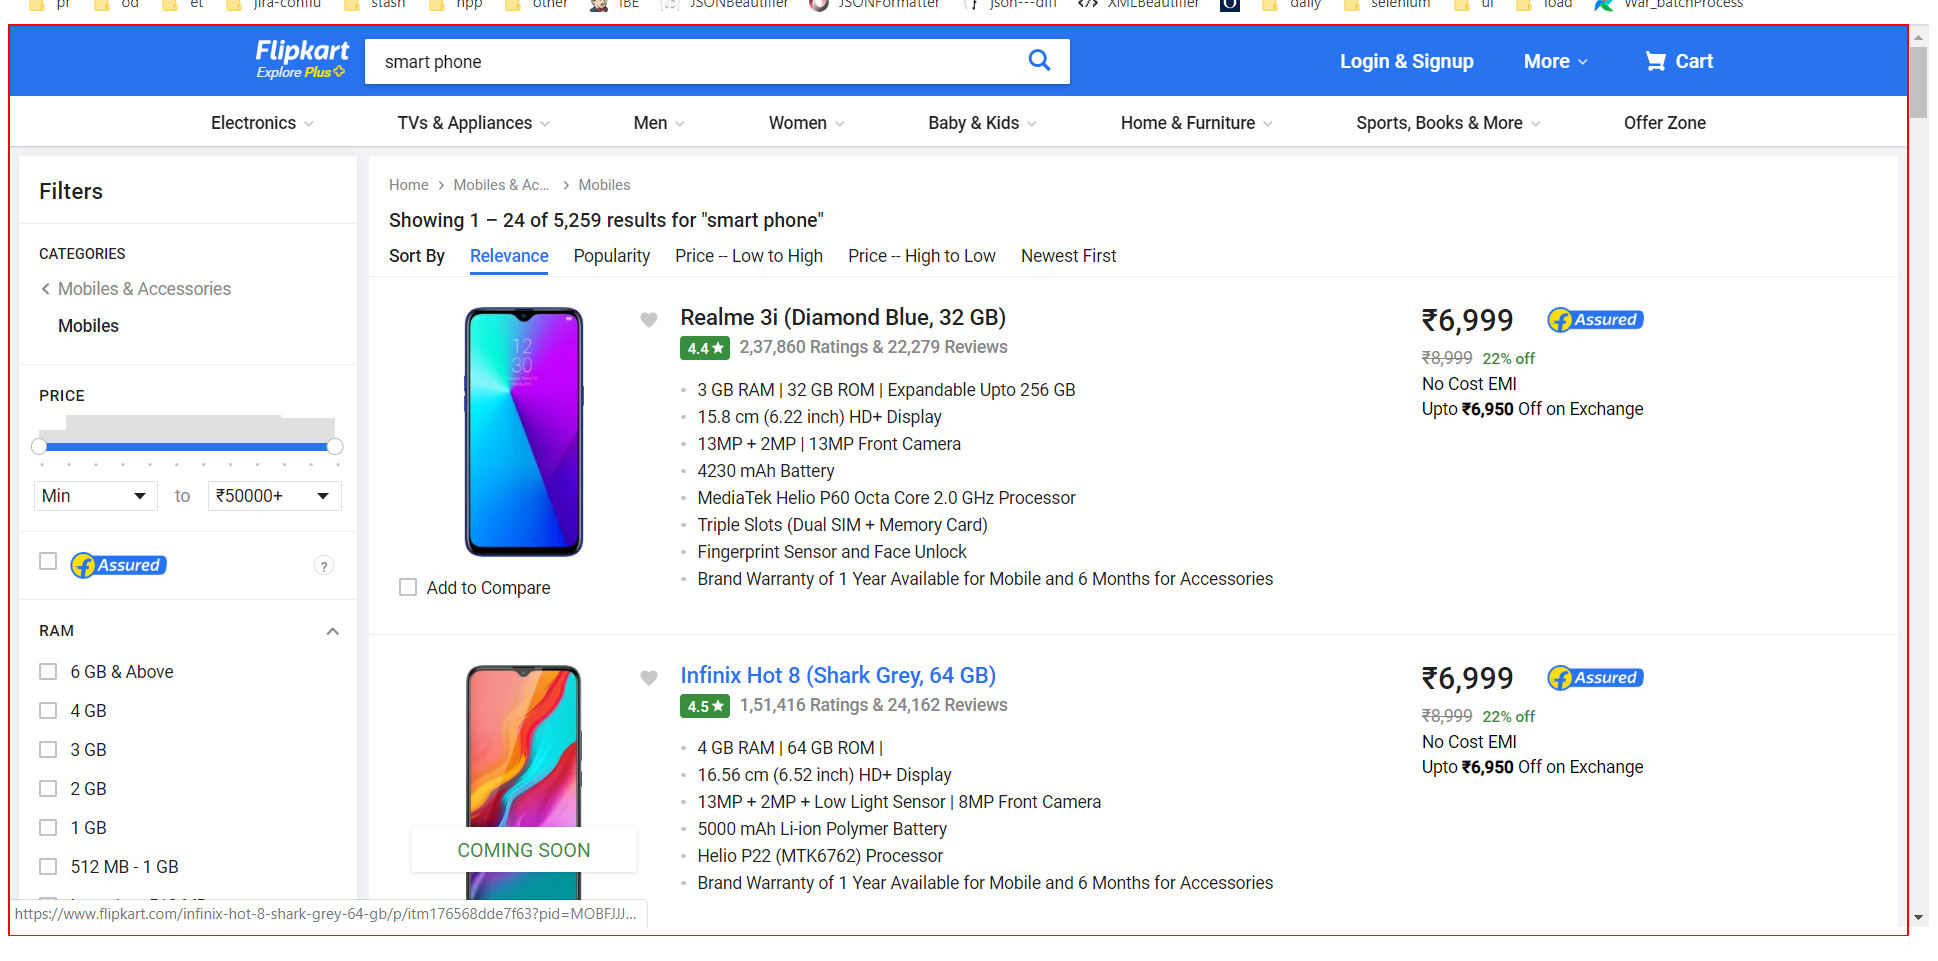 pr od et jira-conflu stash npp other IBE JSONBeautifier JSONFormatter json---diff XMLBeautifier daily selenium ui load War_batchProcess
Flipkart
Explore Plus
smart phone
Login & Signup More Cart
Electronics TVs & Appliances Men Women Baby & Kids Home & Furniture Sports, Books & More Offer Zone
Filters
CATEGORIES
Mobiles & Accessories
Mobiles
PRICE
Min to ₹50000+
Assured ?
RAM
6 GB & Above
4 GB
3 GB
2 GB
1 GB
512 MB - 1 GB
Home Mobiles & Ac... Mobiles
Showing 1 – 24 of 5,259 results for "smart phone"
Sort By Relevance Popularity Price -- Low to High Price -- High to Low Newest First
12
30
Add to Compare
Realme 3i (Diamond Blue, 32 GB)
4.4★ 2,37,860 Ratings & 22,279 Reviews
3 GB RAM | 32 GB ROM | Expandable Upto 256 GB
15.8 cm (6.22 inch) HD+ Display
13MP + 2MP | 13MP Front Camera
4230 mAh Battery
MediaTek Helio P60 Octa Core 2.0 GHz Processor
Triple Slots (Dual SIM + Memory Card)
Fingerprint Sensor and Face Unlock
Brand Warranty of 1 Year Available for Mobile and 6 Months for Accessories
₹6,999 Assured
₹8,999 22% off
No Cost EMI
Upto ₹6,950 Off on Exchange
COMING SOON
Infinix Hot 8 (Shark Grey, 64 GB)
4.5★ 1,51,416 Ratings & 24,162 Reviews
4 GB RAM | 64 GB ROM |
16.56 cm (6.52 inch) HD+ Display
13MP + 2MP + Low Light Sensor | 8MP Front Camera
5000 mAh Li-ion Polymer Battery
Helio P22 (MTK6762) Processor
Brand Warranty of 1 Year Available for Mobile and 6 Months for Accessories
₹6,999 Assured
₹8,999 22% off
No Cost EMI
Upto ₹6,950 Off on Exchange
https://www.flipkart.com/infinix-hot-8-shark-grey-64-gb/p/itm176568dde7f63?pid=MOBFJJJ...